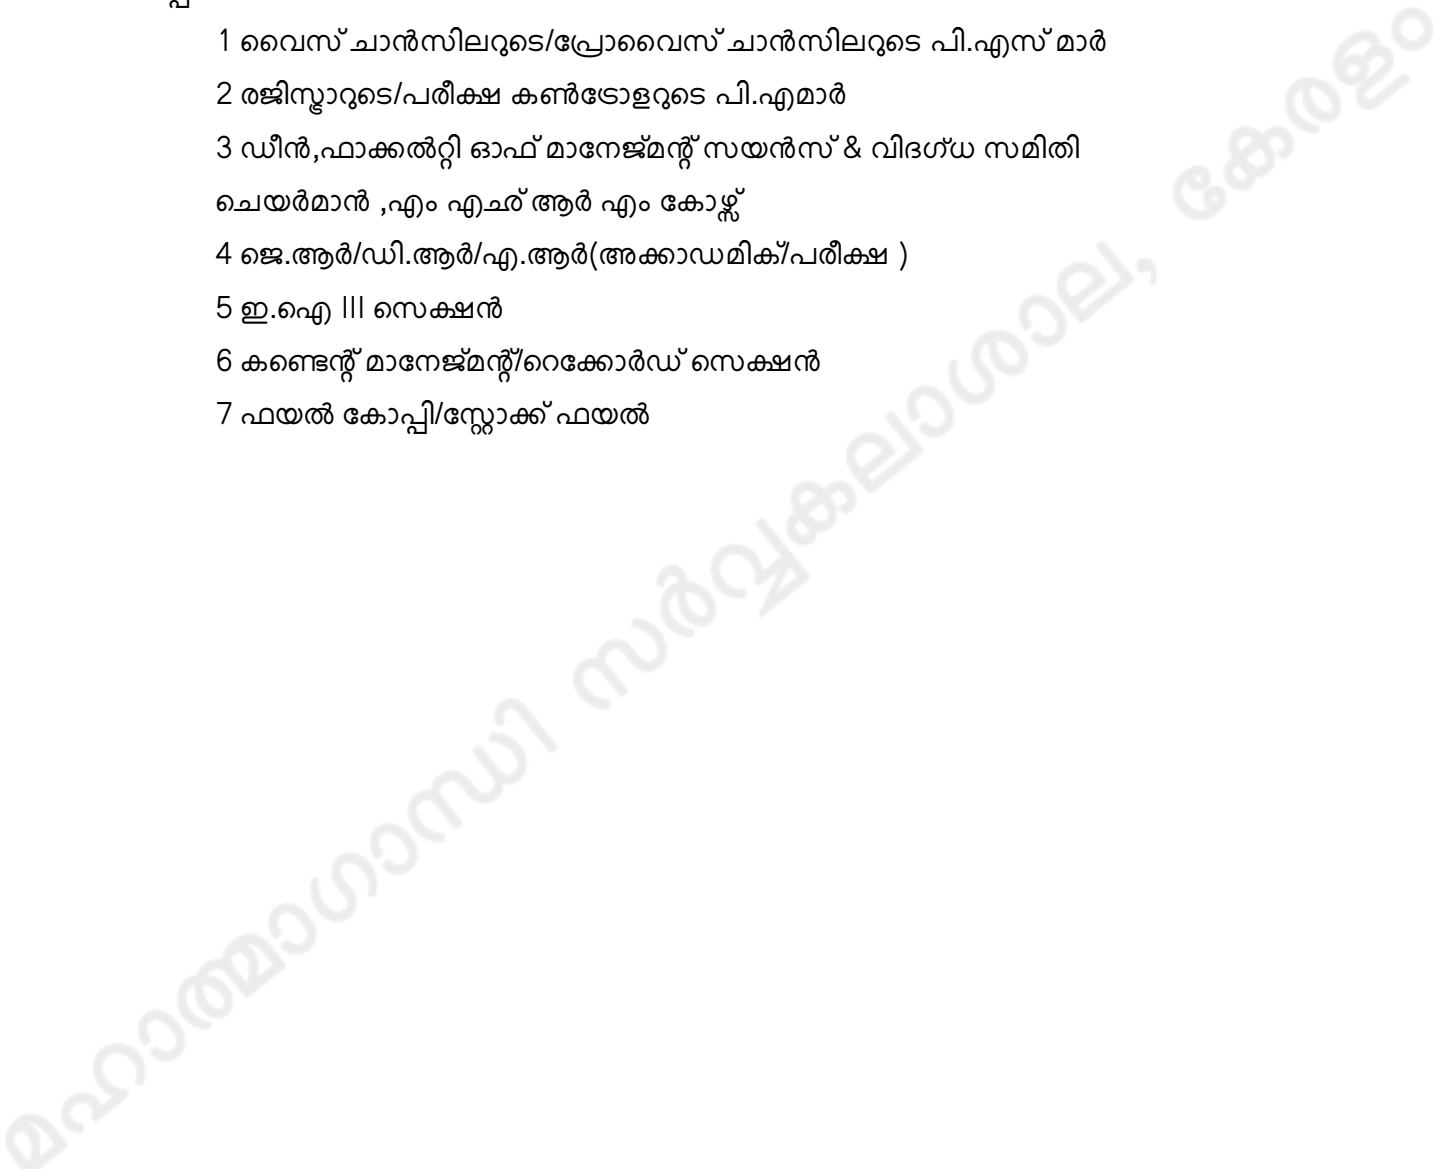 1 വൈസ് ചാൻസിലറുടെ/പ്രോവൈസ് ചാൻസിലറുടെ പി.എസ് മാർ
2 രജിസ്ട്രാറുടെ/പരീക്ഷ കൺട്രോളറുടെ പി.എമാർ
3 ഡീൻ,ഫാക്കൽറ്റി ഓഫ് മാനേജ്മന്റ് സയൻസ് & വിദഗ്ധ സമിതി
ചെയർമാൻ ,എം എഛ് ആർ എം കോഴ്സ്
4 ജെ.ആർ/ഡി.ആർ/എ.ആർ(അക്കാഡമിക്/പരീക്ഷ )
5 ഇ.ഐ III സെക്ഷൻ
6 കണ്ടെന്റ് മാനേജ്മന്റ്/റെക്കോർഡ് സെക്ഷൻ
7 ഫയൽ കോപ്പി/സ്റ്റോക്ക് ഫയൽ
മഹാത്മാഗാന്ധി സർവ്വകലാശാല, കേരളം